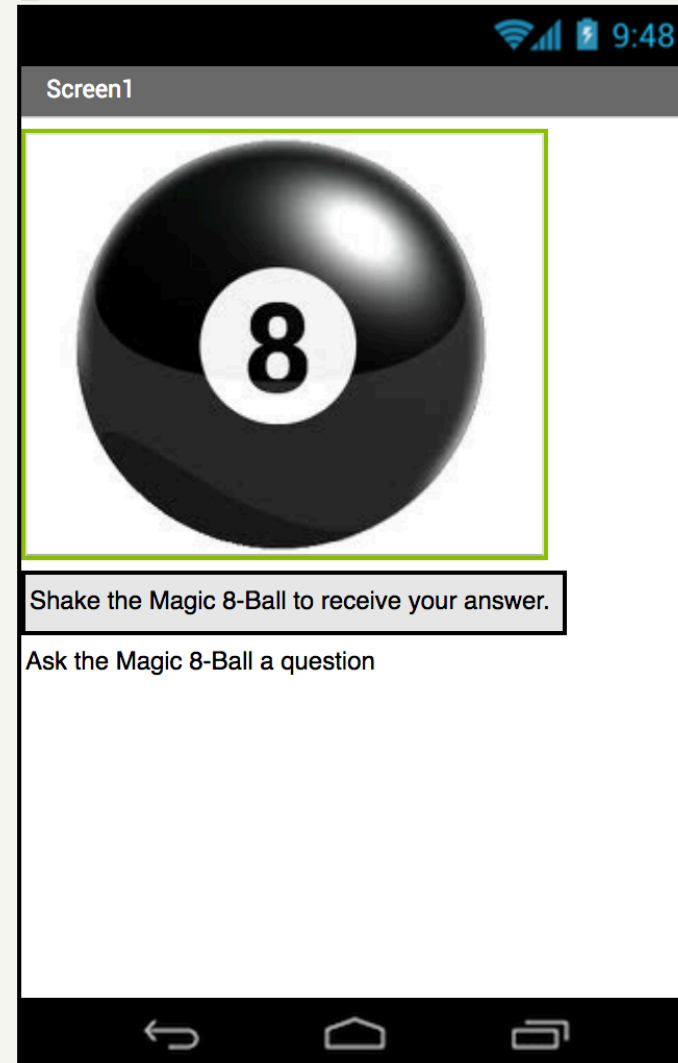 9:48
Screen1
8
Shake the Magic 8-Ball to receive your answer.
Ask the Magic 8-Ball a question